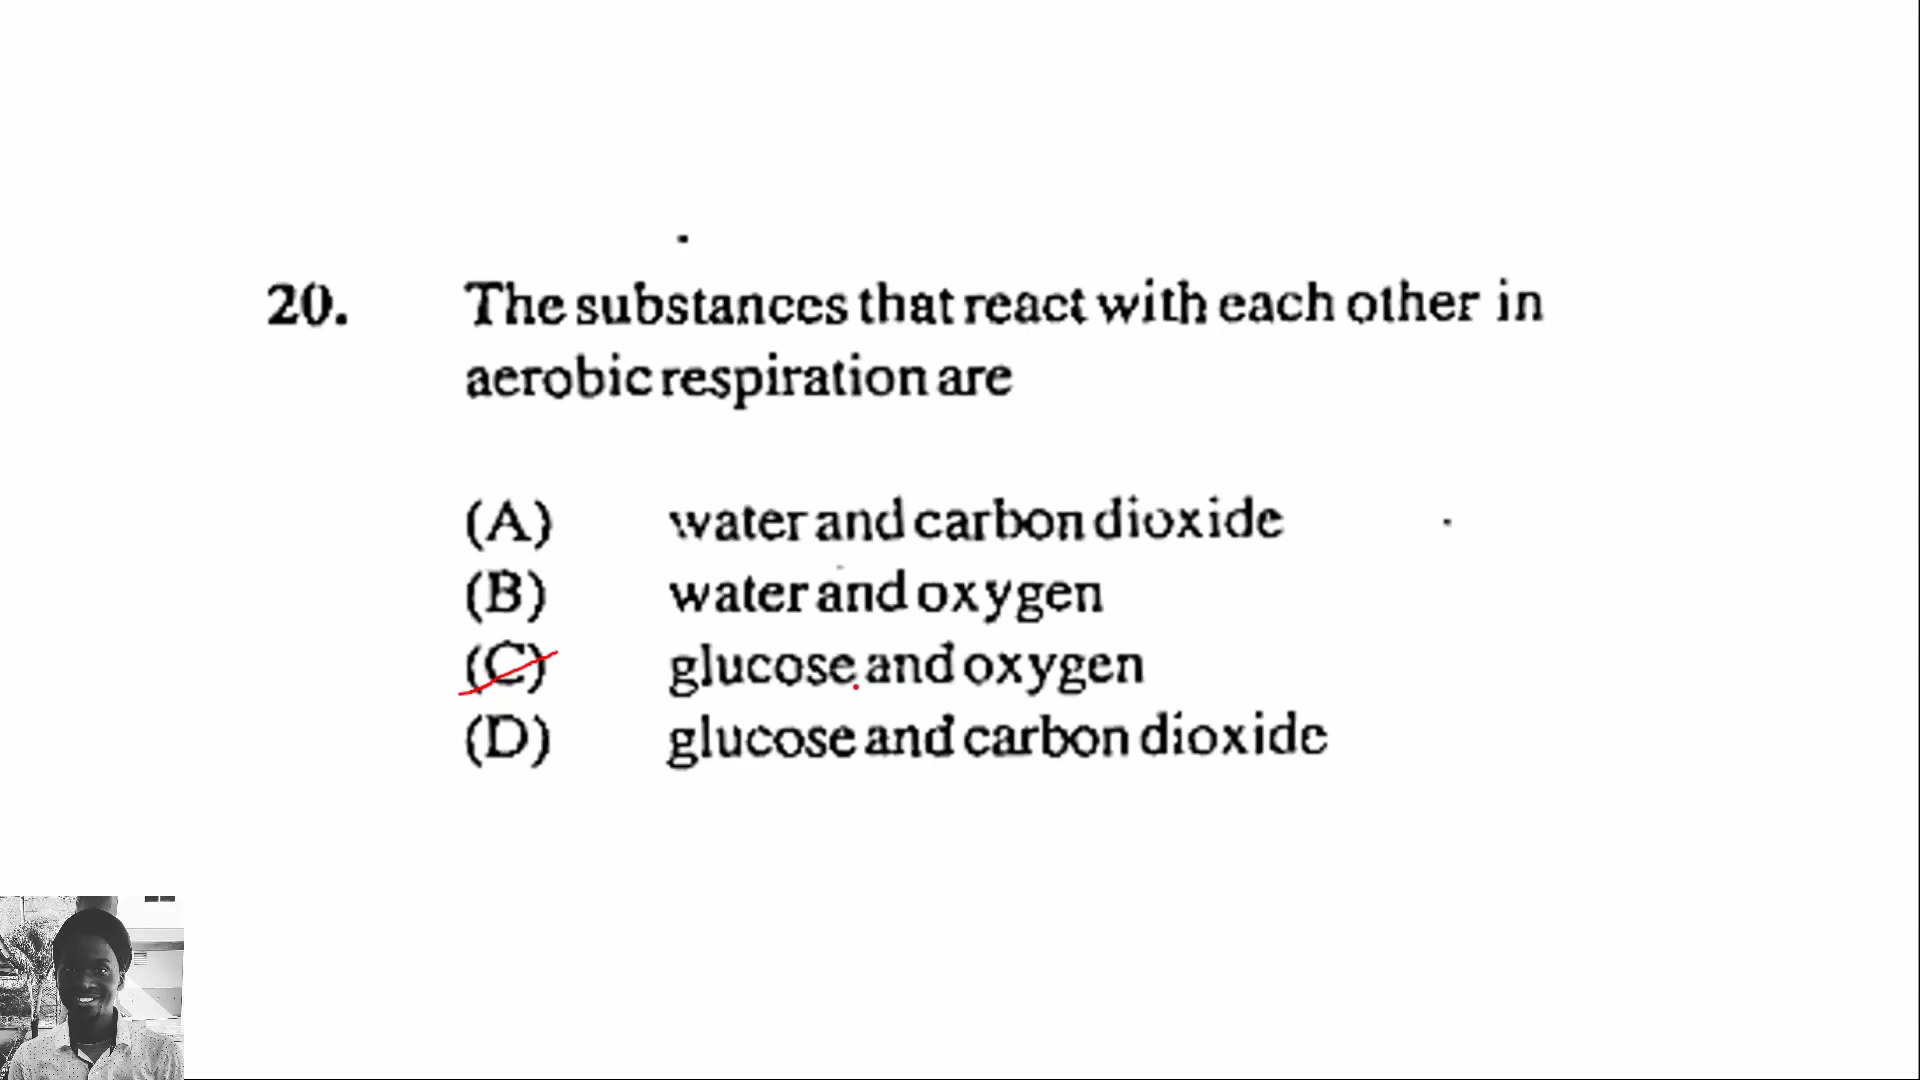 20. The substances that react with each other in
aerobic respiration are
(A) water and carbon dioxide
(B) water and oxygen
(C) glucose and oxygen
(D) glucose and carbon dioxide